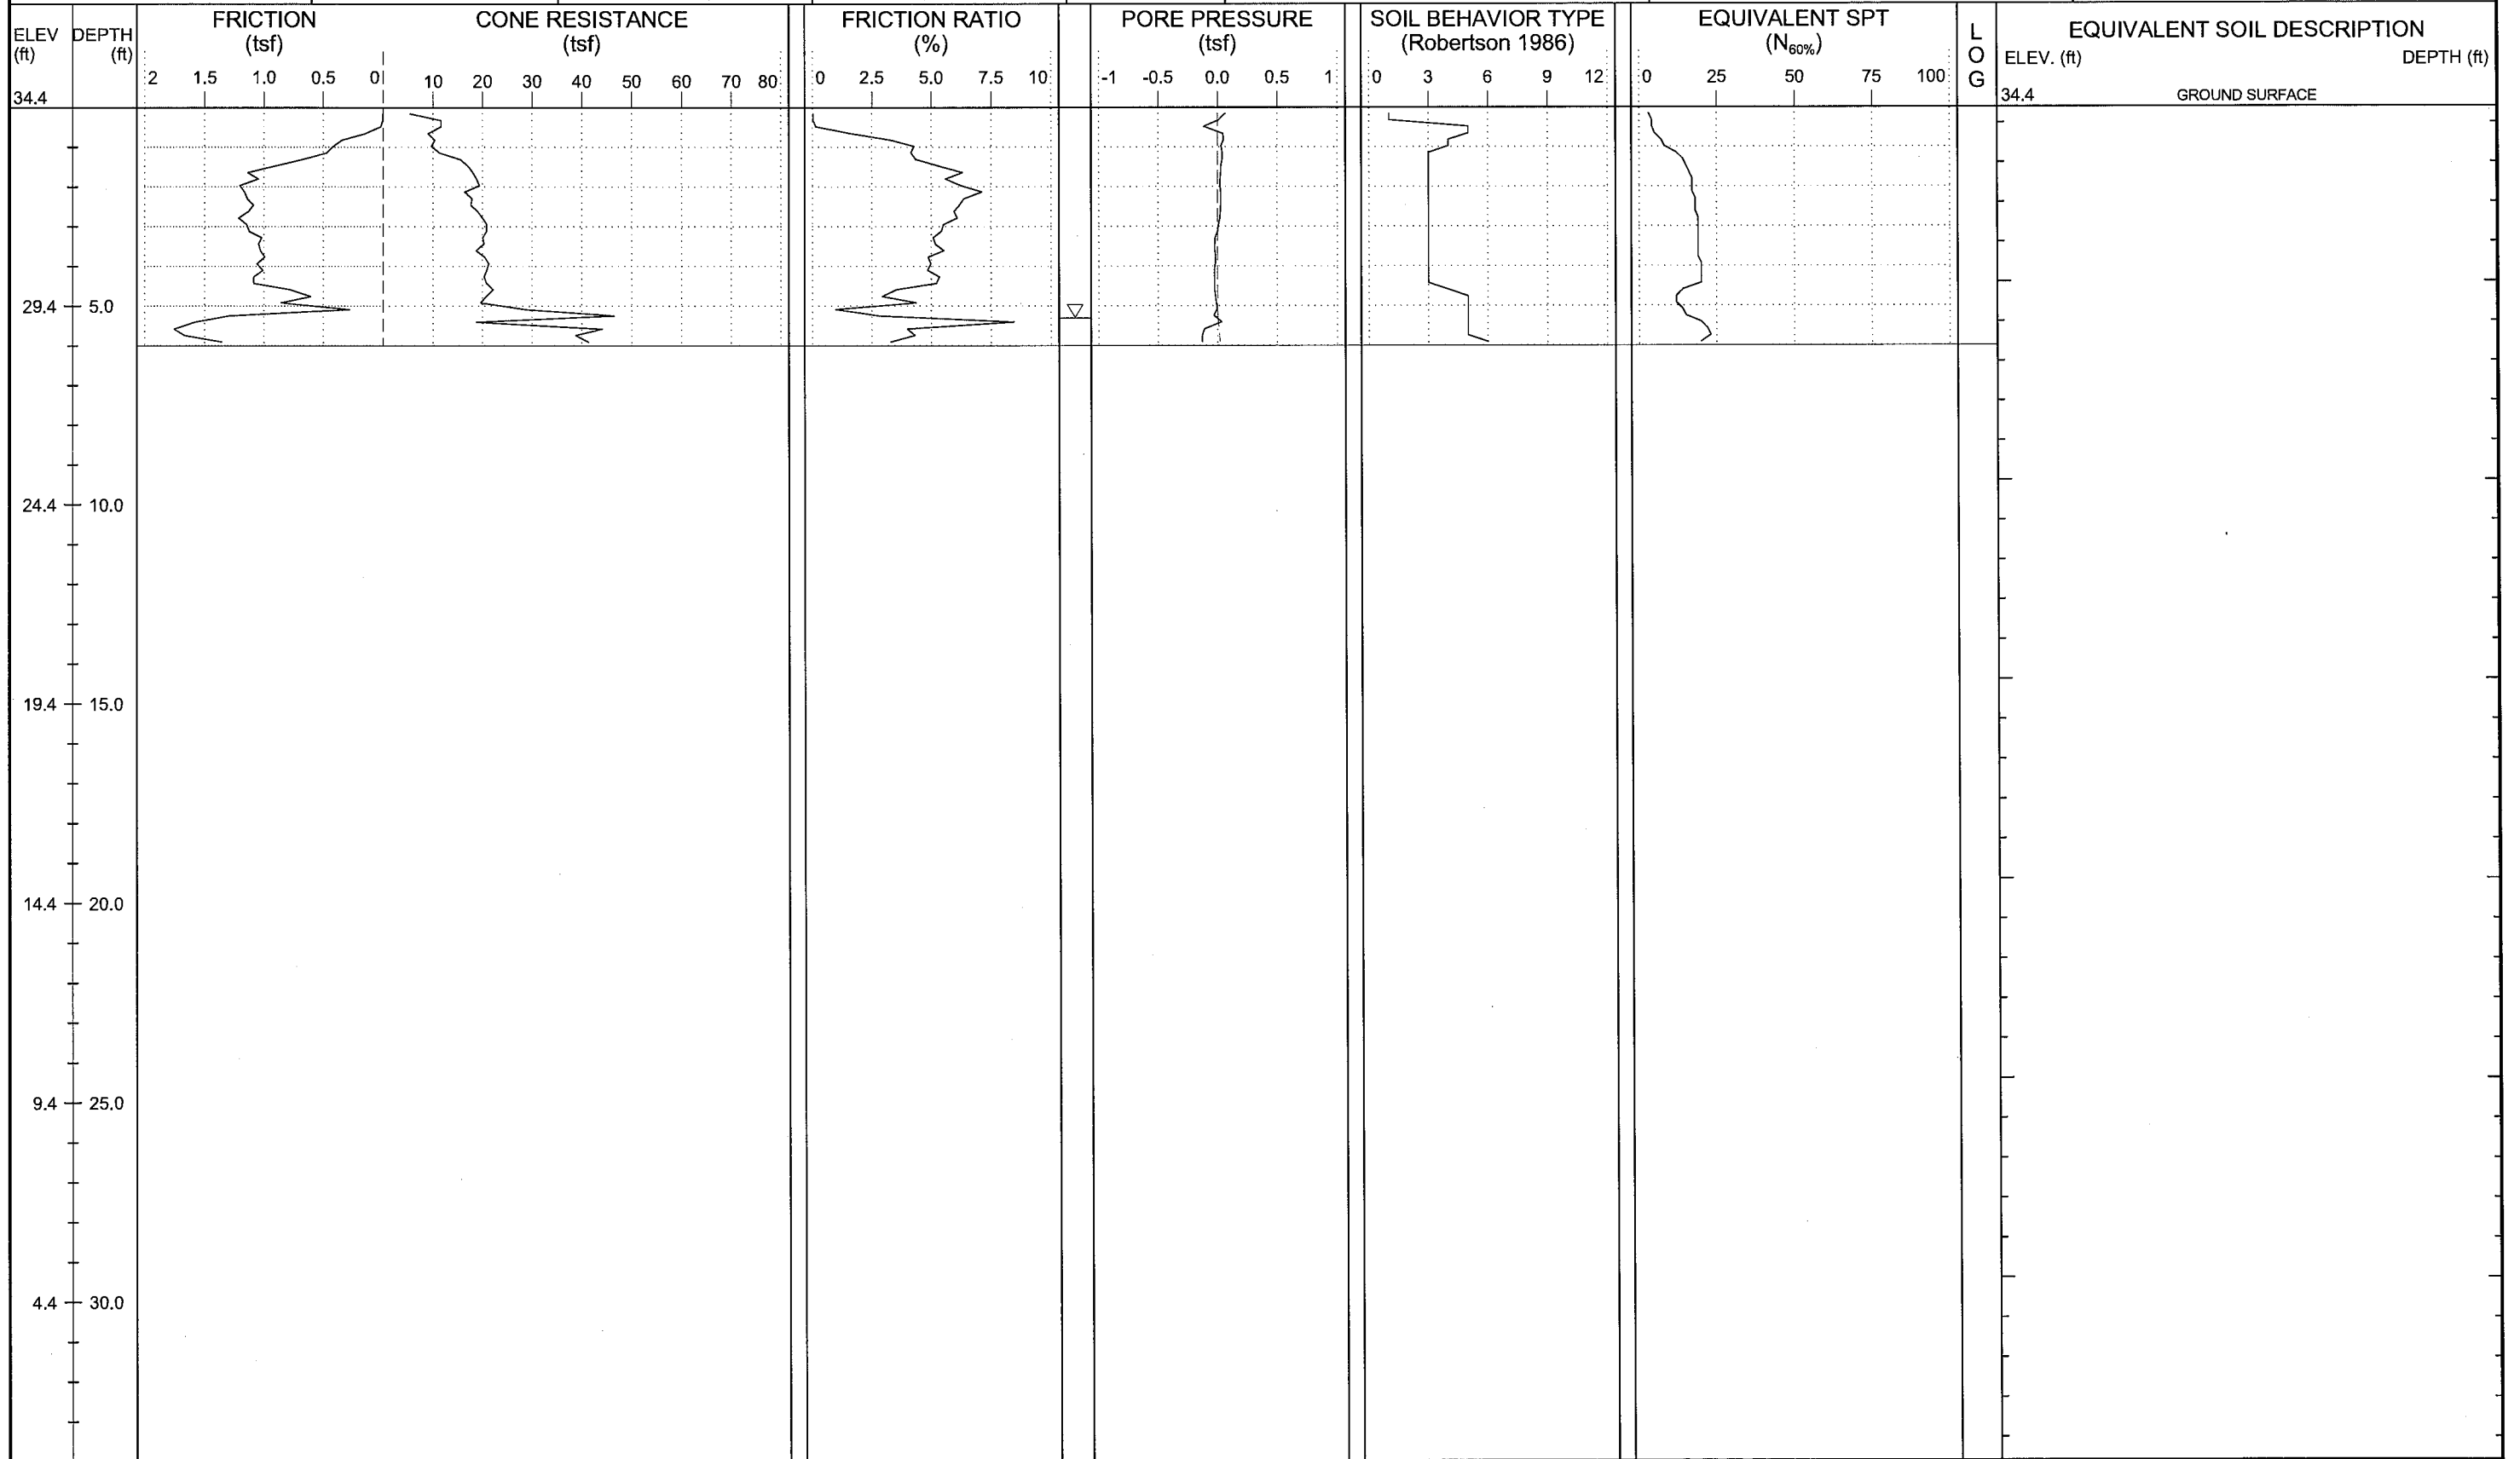 ELEV (ft)
DEPTH (ft)
FRICTION
(tsf)
2 1.5 1.0 0.5 0
CONE RESISTANCE
(tsf)
10 20 30 40 50 60 70 80
FRICTION RATIO
(%)
0 2.5 5.0 7.5 10
PORE PRESSURE
(tsf)
-1 -0.5 0.0 0.5 1
SOIL BEHAVIOR TYPE
(Robertson 1986)
0 3 6 9 12
EQUIVALENT SPT
(N60%)
0 25 50 75 100
L
O
G
EQUIVALENT SOIL DESCRIPTION
ELEV. (ft) DEPTH (ft)
34.4
34.4 GROUND SURFACE
29.4 5.0
24.4 10.0
19.4 15.0
14.4 20.0
9.4 25.0
4.4 30.0